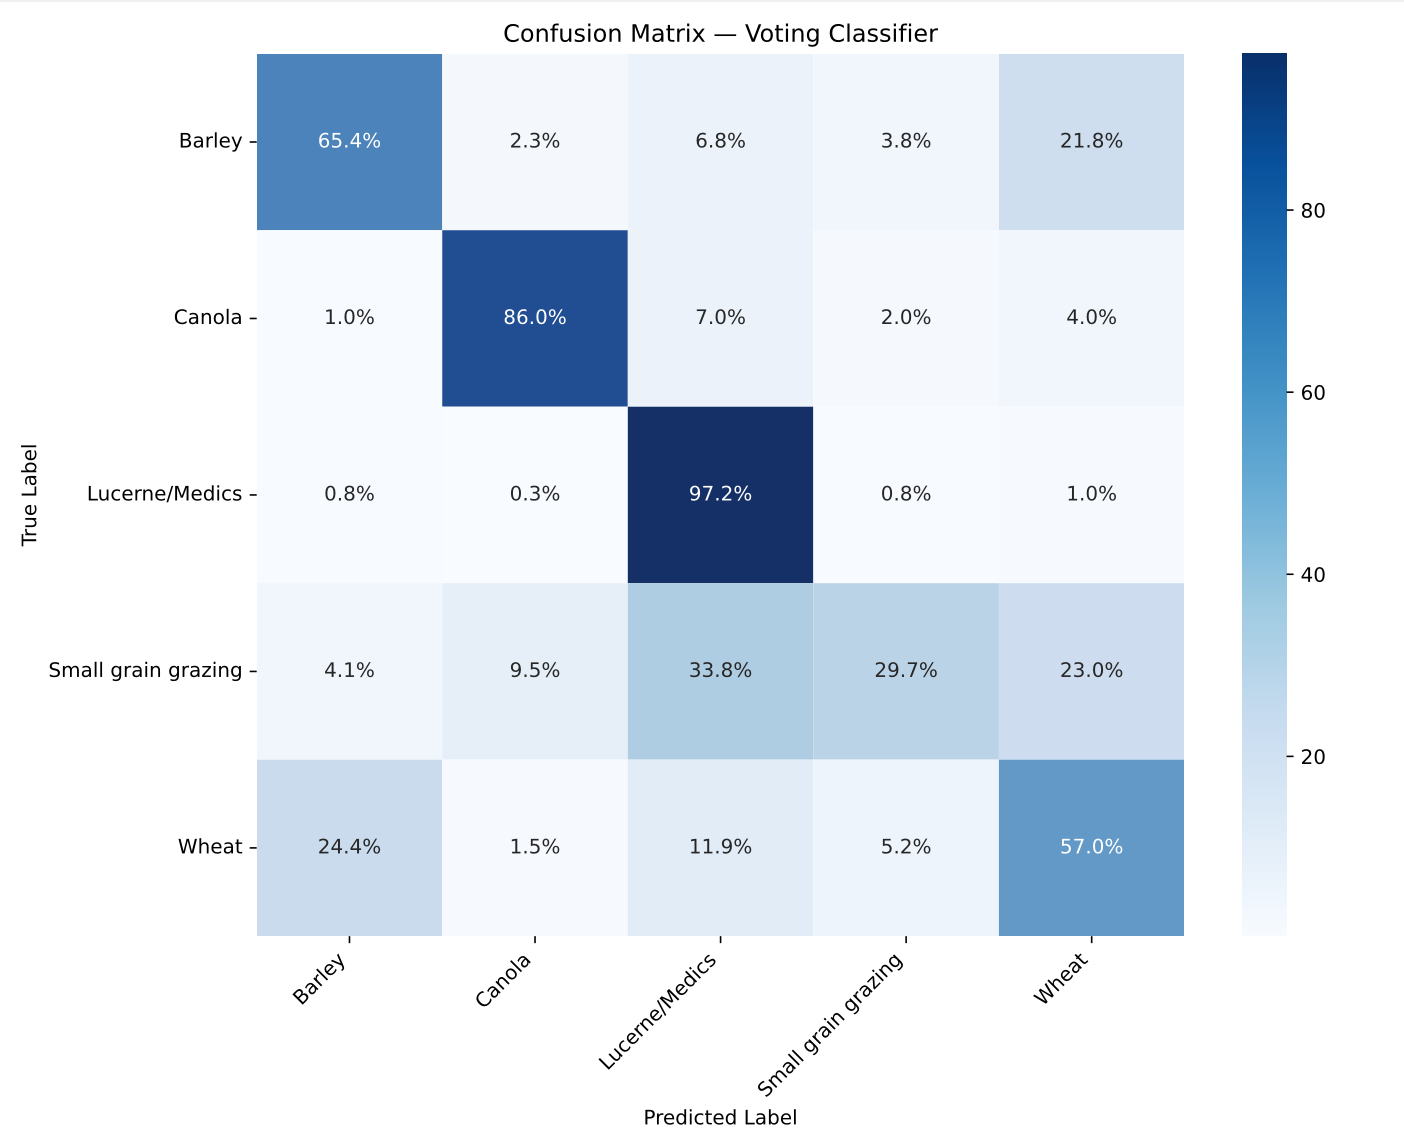 Confusion Matrix — Voting Classifier
Barley 65.4% 2.3% 6.8% 3.8% 21.8%
80
Canola 1.0% 86.0% 7.0% 2.0% 4.0%
60
Lucerne/Medics 0.8% 0.3% 97.2% 0.8% 1.0%
True Label
40
Small grain grazing 4.1% 9.5% 33.8% 29.7% 23.0%
20
Wheat 24.4% 1.5% 11.9% 5.2% 57.0%
Barley Canola Lucerne/Medics Small grain grazing Wheat
Predicted Label